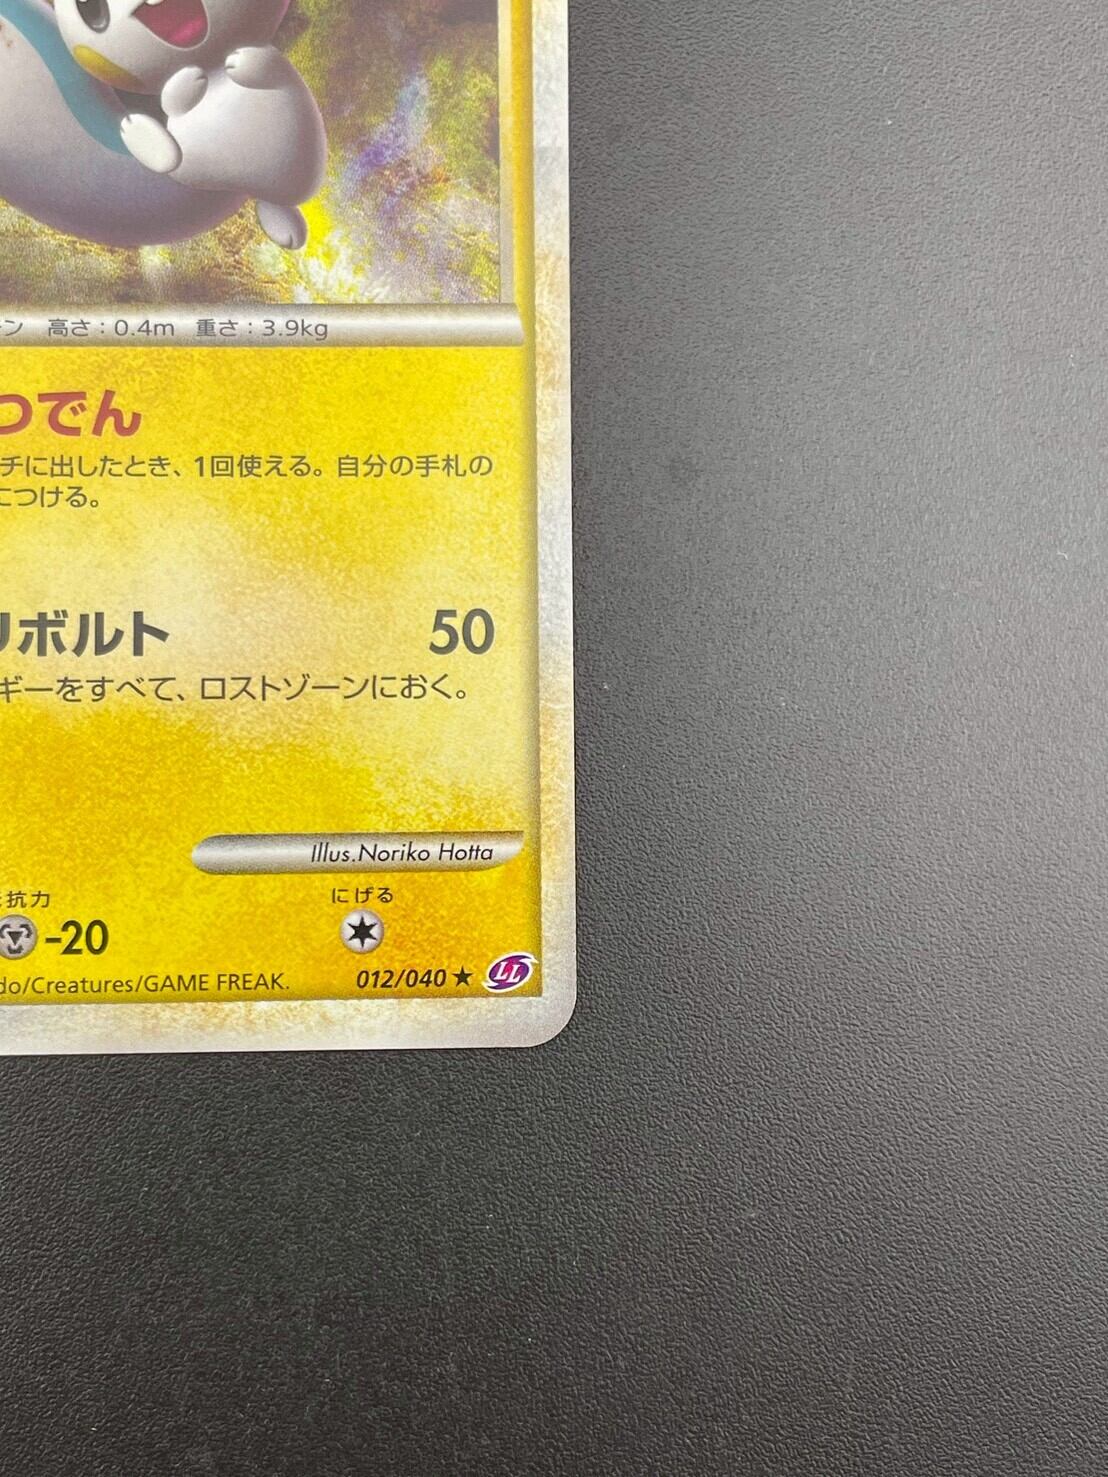 高さ：0.4m 重さ：3.9kg
つでん
チに出したとき、1回使える。自分の手札の
につける。
リボルト 50
ギーをすべて、ロストゾーンにおく。
Illus.Noriko Hotta
抗力 にげる
-20
do/Creatures/GAME FREAK. 012/040 ★ LL